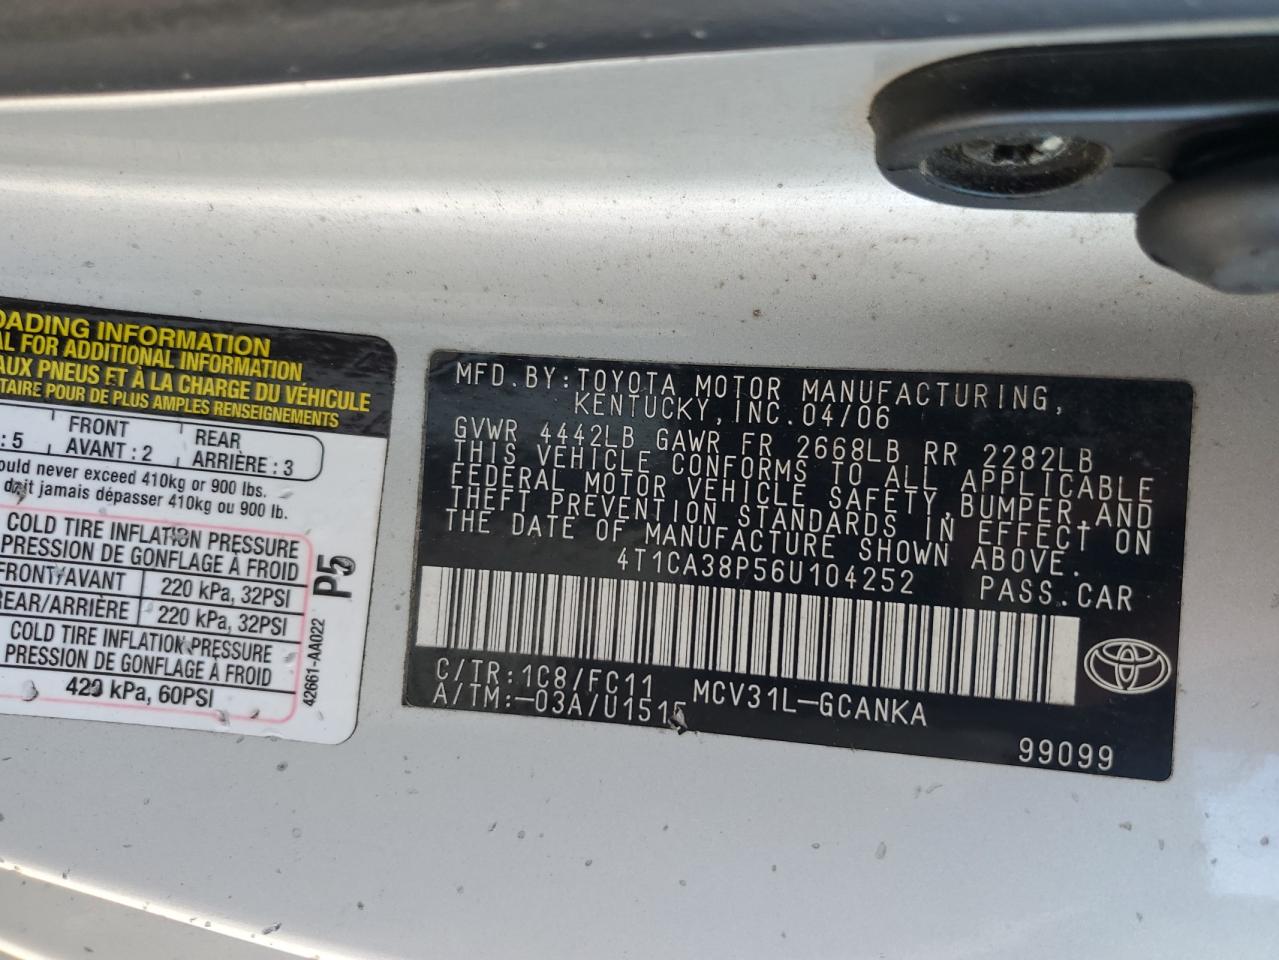 OADING INFORMATION
AL FOR ADDITIONAL INFORMATION
AUX PNEUS ET À LA CHARGE DU VÉHICULE
TAIRE POUR DE PLUS AMPLES RENSEIGNEMENTS
: 5
FRONT
AVANT : 2
REAR
ARRIÈRE : 3
ould never exceed 410kg or 900 lbs.
dait jamais dépasser 410kg ou 900 lb.
COLD TIRE INFLATION PRESSURE
PRESSION DE GONFLAGE À FROID
FRONT/AVANT 220 kPa, 32PSI
REAR/ARRIÈRE 220 kPa, 32PSI
COLD TIRE INFLATION PRESSURE
PRESSION DE GONFLAGE À FROID
420 kPa, 60PSI
P5
42661-AA022
MFD.BY:TOYOTA MOTOR MANUFACTURING,
KENTUCKY,INC.04/06
GVWR 4442LB GAWR FR 2668LB RR 2282LB
THIS VEHICLE CONFORMS TO ALL APPLICABLE
FEDERAL MOTOR VEHICLE SAFETY,BUMPER,AND
THEFT PREVENTION STANDARDS IN EFFECT ON
THE DATE OF MANUFACTURE SHOWN ABOVE.
4T1CA38P56U104252 PASS.CAR
C/TR:1C8/FC11
A/TM:-03A/U151
MCV31L-GCANKA
99099